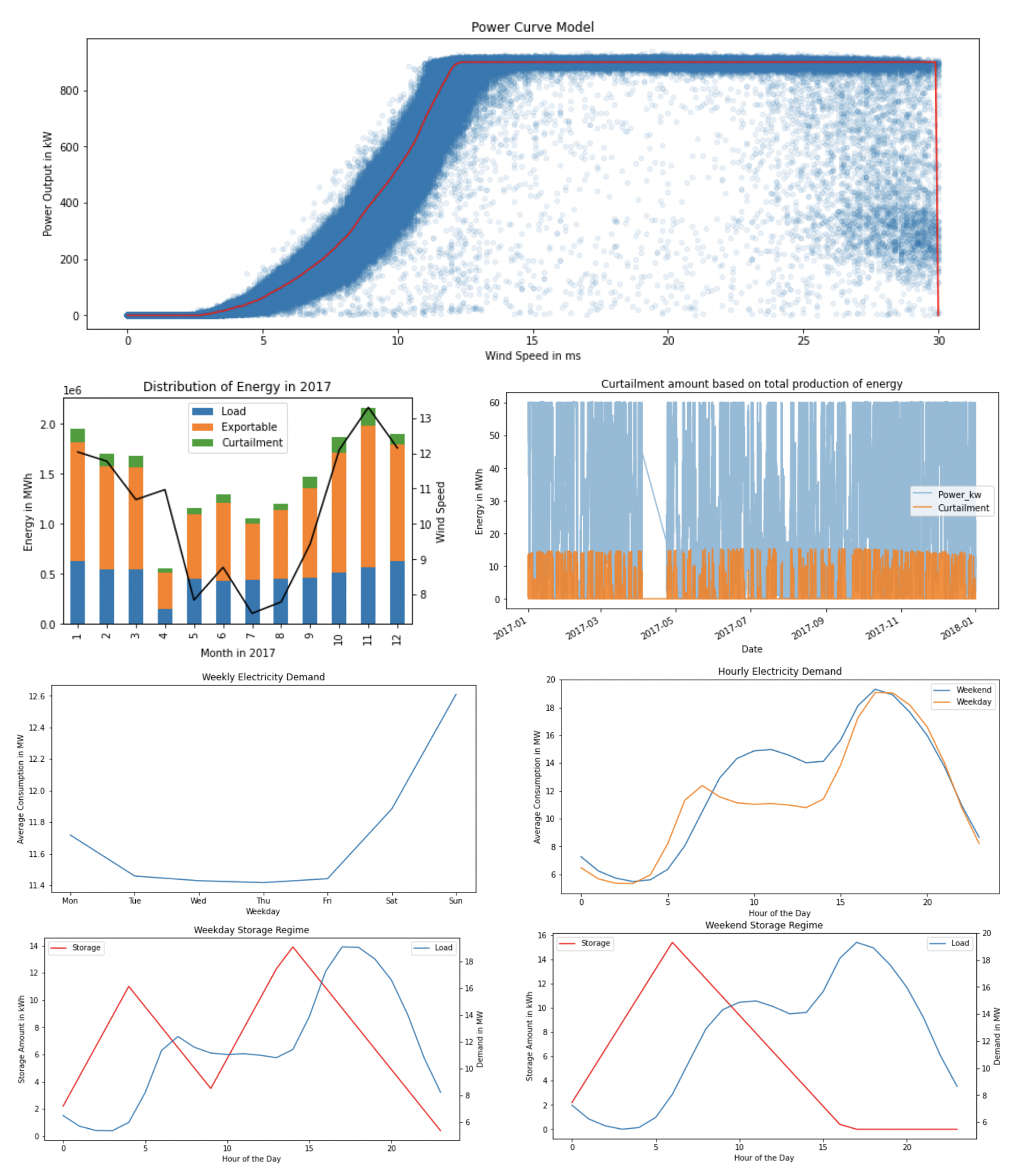 Power Curve Model
800
600
400
200
0
Power Output in kW
0 5 10 15 20 25 30
Wind Speed in ms
Distribution of Energy in 2017
1e6
Load
Exportable
Curtailment
2.0
1.5
1.0
0.5
0.0
Energy in MWh
13
12
11
10
9
8
Wind Speed
1 2 3 4 5 6 7 8 9 10 11 12
Month in 2017
Curtailment amount based on total production of energy
60
50
40
30
20
10
0
Energy in MWh
Power_kw
Curtailment
2017-01 2017-03 2017-05 2017-07 2017-09 2017-11 2018-01
Date
Weekly Electricity Demand
12.6
12.4
12.2
12.0
11.8
11.6
11.4
Average Consumption in MW
Mon Tue Wed Thu Fri Sat Sun
Weekday
Hourly Electricity Demand
20
18
16
14
12
10
8
6
Average Consumption in MW
Weekend
Weekday
0 5 10 15 20
Hour of the Day
Weekday Storage Regime
Storage
Load
14
12
10
8
6
4
2
0
Storage Amount in kWh
18
16
14
12
10
8
6
Demand in MW
0 5 10 15 20
Hour of the Day
Weekend Storage Regime
Storage
Load
16
14
12
10
8
6
4
2
0
Storage Amount in kWh
20
18
16
14
12
10
8
6
Demand in MW
0 5 10 15 20
Hour of the Day